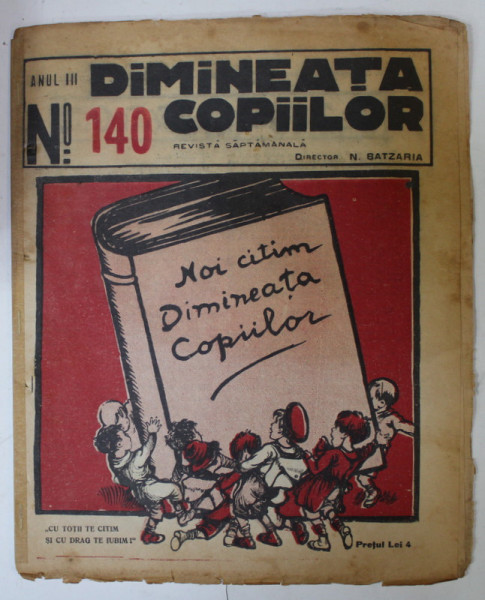 ANUL III
DiMiNEAȚA
COPiiLOR
No 140
REVISTĂ SĂPTĂMÂNALĂ
DIRECTOR N. BATZARIA
Noi citim
Dimineața
Copiilor
„CU TOȚII TE CITIM
ȘI CU DRAG TE IUBIM!"
Prețul Lei 4